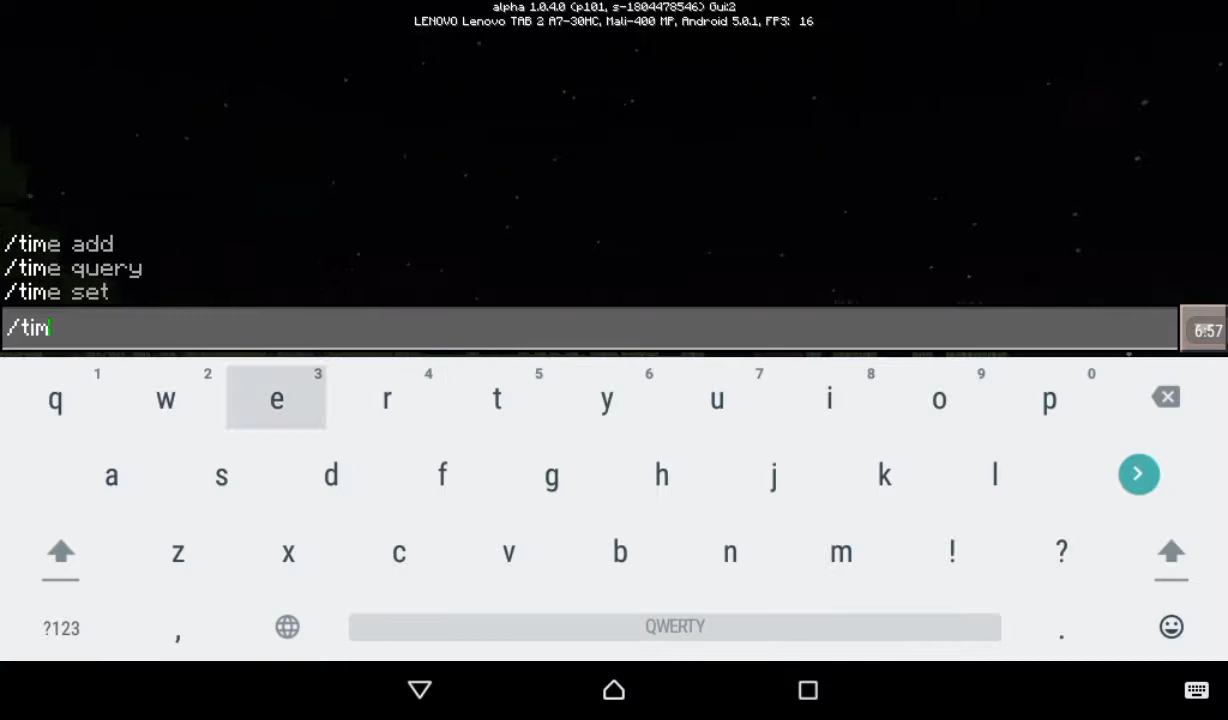 alpha 1.0.4.0 (p101, s-1804478546) Gui:2
LENOVO Lenovo TAB 2 A7-30HC, Mali-400 MP, Android 5.0.1, FPS: 16
/time add
/time query
/time set
/tim
6:57
1 2 3 4 5 6 7 8 9 0
q w e r t y u i o p
a s d f g h j k l
z x c v b n m ! ?
?123 , QWERTY .